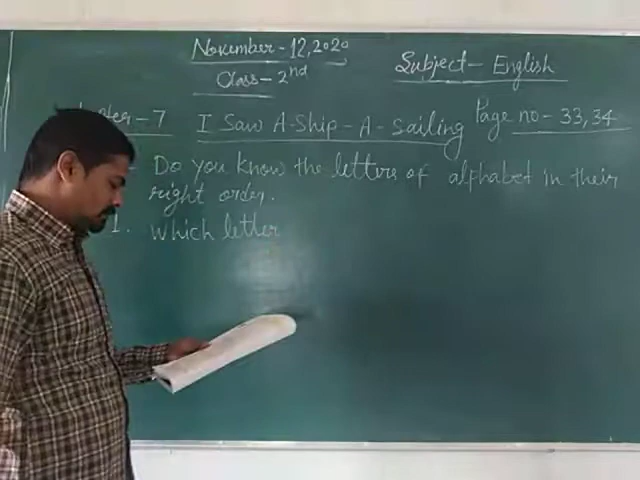 November-12,2020
Class-2nd
Subject- English
-7 I Saw A-Ship-A-Sailing Page no-33,34
Do you know the letters of alphabet in their
right order.
1. Which letter